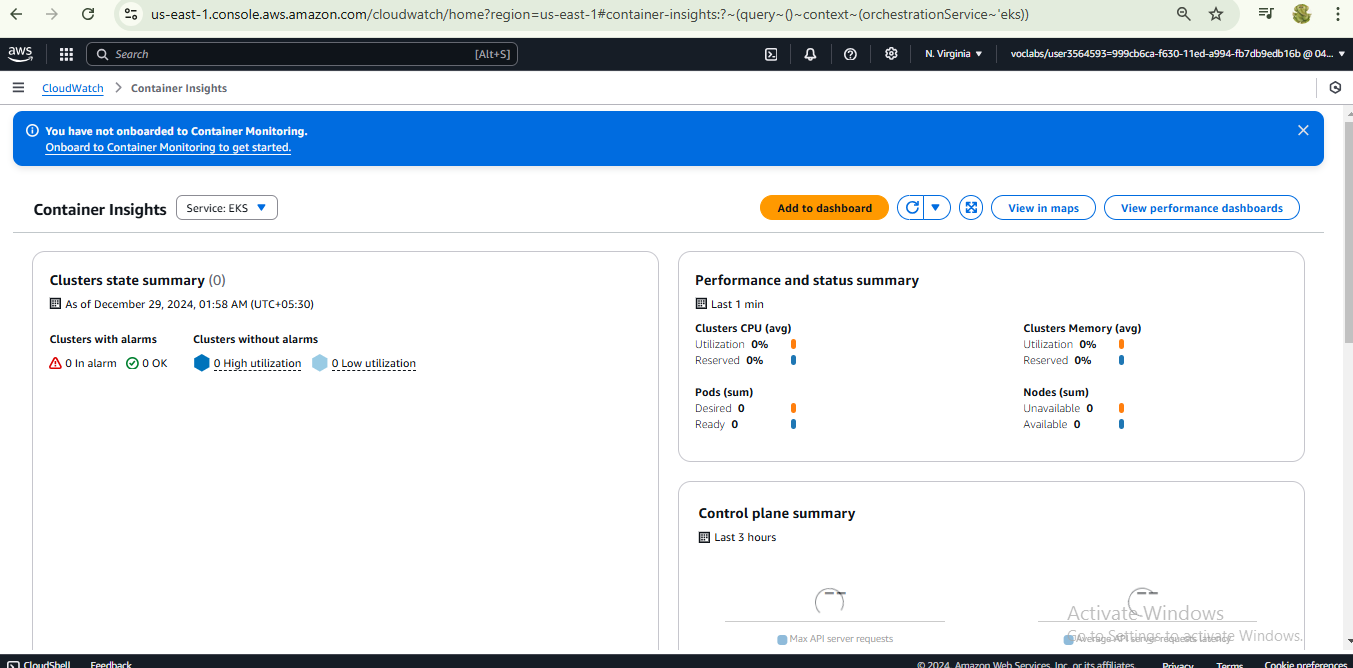 us-east-1.console.aws.amazon.com/cloudwatch/home?region=us-east-1#container-insights:?~(query~()~context~(orchestrationService~'eks))
aws
Search [Alt+S]
N. Virginia
voclabs/user3564593=999cb6ca-f630-11ed-a994-fb7db9edb16b @ 04...
CloudWatch > Container Insights
You have not onboarded to Container Monitoring.
Onboard to Container Monitoring to get started.
Container Insights
Service: EKS
Add to dashboard
View in maps
View performance dashboards
Clusters state summary (0)
As of December 29, 2024, 01:58 AM (UTC+05:30)
Clusters with alarms
0 In alarm 0 OK
Clusters without alarms
0 High utilization 0 Low utilization
Performance and status summary
Last 1 min
Clusters CPU (avg)
Utilization 0%
Reserved 0%
Clusters Memory (avg)
Utilization 0%
Reserved 0%
Pods (sum)
Desired 0
Ready 0
Nodes (sum)
Unavailable 0
Available 0
Control plane summary
Last 3 hours
-- --
Max API server requests
Average API server requests latency
Activate Windows
Go to Settings to activate Windows.
CloudShell Feedback
© 2024, Amazon Web Services, Inc. or its affiliates. Privacy Terms Cookie preferences